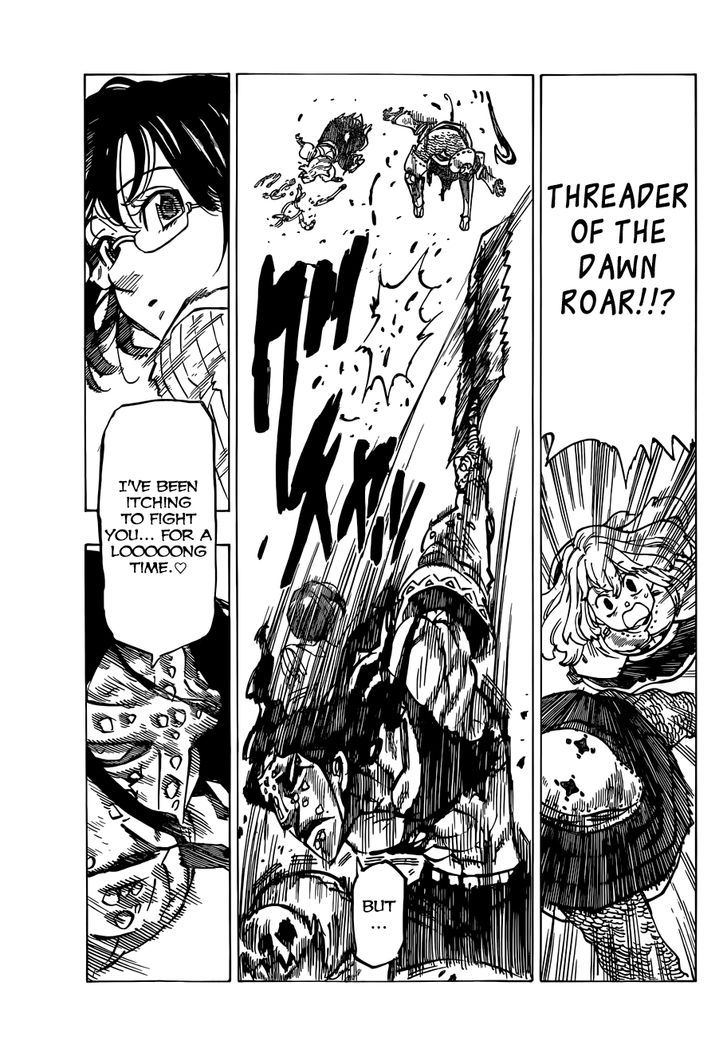 THREADER
OF THE
DAWN
ROAR!!?
BUT
...
I'VE BEEN
ITCHING
TO FIGHT
YOU... FOR A
LOOOOONG
TIME.♡